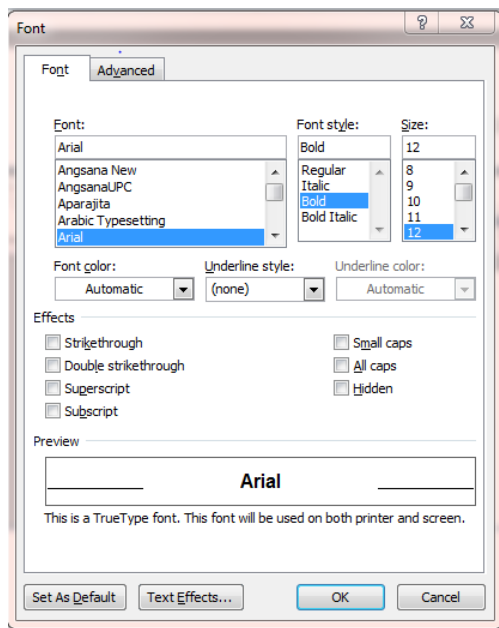 Font
Font Advanced
Font: Font style: Size:
Arial Bold 12
Angsana New Regular 8
AngsanaUPC Italic 9
Aparajita Bold 10
Arabic Typesetting Bold Italic 11
Arial 12
Font color: Underline style: Underline color:
Automatic (none) Automatic
Effects
Strikethrough Small caps
Double strikethrough All caps
Superscript Hidden
Subscript
Preview
Arial
This is a TrueType font. This font will be used on both printer and screen.
Set As Default Text Effects... OK Cancel